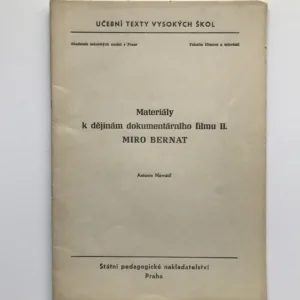 UČEBNÍ TEXTY VYSOKÝCH ŠKOL
Akademie múzických umění v Praze
Fakulta filmová a televizní
Materiály
k dějinám dokumentárního filmu II.
MIRO BERNAT
Antonín Navrátil
Státní pedagogické nakladatelství
Praha